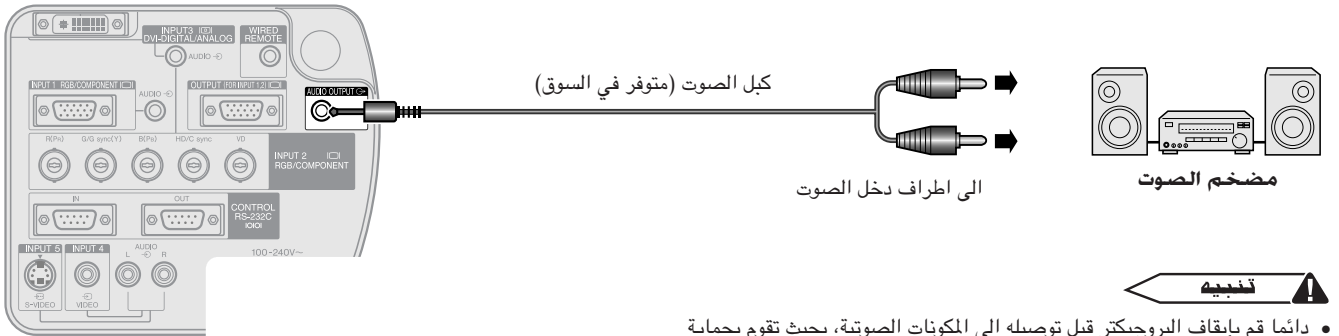 INPUT3
DVI-DIGITAL/ANALOG
WIRED
REMOTE
AUDIO
INPUT 1 RGB/COMPONENT
AUDIO
OUTPUT (FOR INPUT 1,2)
AUDIO OUTPUT
كبل الصوت (متوفر في السوق)
R(PR) G/G sync(Y) B(PB) HD/C sync VD
INPUT 2
RGB/COMPONENT
الى اطراف دخل الصوت
مضخم الصوت
IN OUT
CONTROL
RS-232C
INPUT 5 INPUT 4 AUDIO
L R
100-240V~
S-VIDEO VIDEO
تنبيه
• دائما قم بإيقاف البروجيكتر قبل توصيله الى المكونات الصوتية، بحيث تقوم بحماية